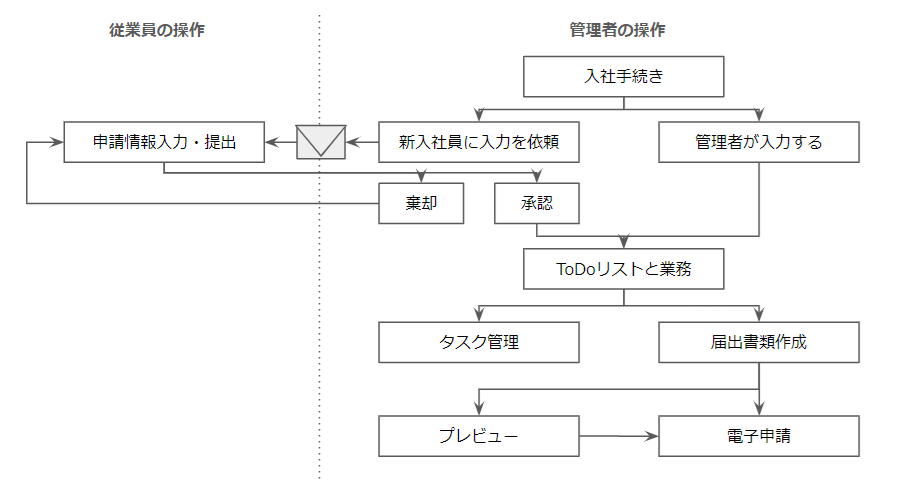 従業員の操作
管理者の操作
入社手続き
申請情報入力・提出
新入社員に入力を依頼
管理者が入力する
棄却
承認
ToDoリストと業務
タスク管理
届出書類作成
プレビュー
電子申請